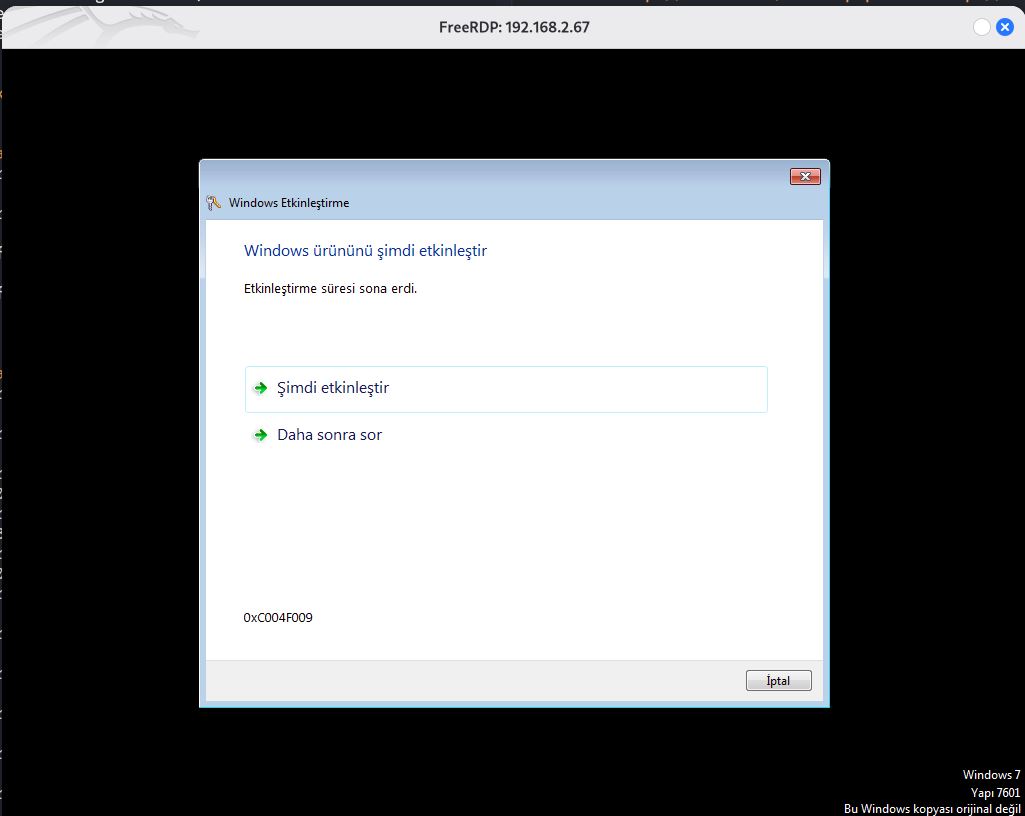 FreeRDP: 192.168.2.67
Windows Etkinleştirme
Windows ürününü şimdi etkinleştir
Etkinleştirme süresi sona erdi.
Şimdi etkinleştir
Daha sonra sor
0xC004F009
İptal
Windows 7
Yapı 7601
Bu Windows kopyası orijinal değil